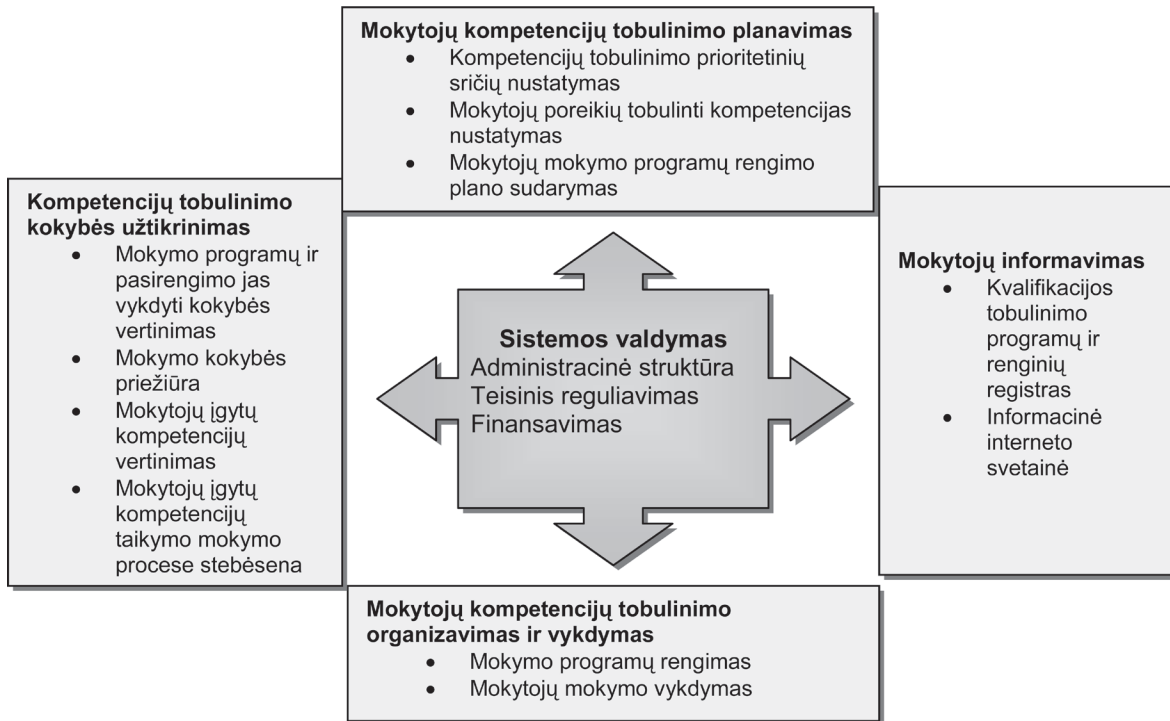 Mokytojų kompetencijų tobulinimo planavimas
• Kompetencijų tobulinimo prioritetinių
sričių nustatymas
• Mokytojų poreikių tobulinti kompetencijas
nustatymas
• Mokytojų mokymo programų rengimo
plano sudarymas
Kompetencijų tobulinimo
kokybės užtikrinimas
• Mokymo programų ir
pasirengimo jas
vykdyti kokybės
vertinimas
• Mokymo kokybės
priežiūra
• Mokytojų įgytų
kompetencijų
vertinimas
• Mokytojų įgytų
kompetencijų
taikymo mokymo
procese stebėsena
Sistemos valdymas
Administracinė struktūra
Teisinis reguliavimas
Finansavimas
Mokytojų informavimas
• Kvalifikacijos
tobulinimo
programų ir
renginių
registras
• Informacinė
interneto
svetainė
Mokytojų kompetencijų tobulinimo
organizavimas ir vykdymas
• Mokymo programų rengimas
• Mokytojų mokymo vykdymas